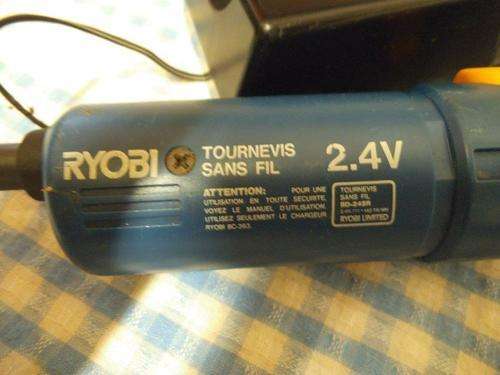 RYOBI
TOURNEVIS
SANS FIL
2.4V
ATTENTION: POUR UNE
UTILISATION EN TOUTE SECURITE,
VOYEZ LE MANUEL D'UTILISATION.
UTILISEZ SEULEMENT LE CHARGEUR
RYOBI BC-263.
TOURNEVIS
SANS FIL
RYOBI LIMITED